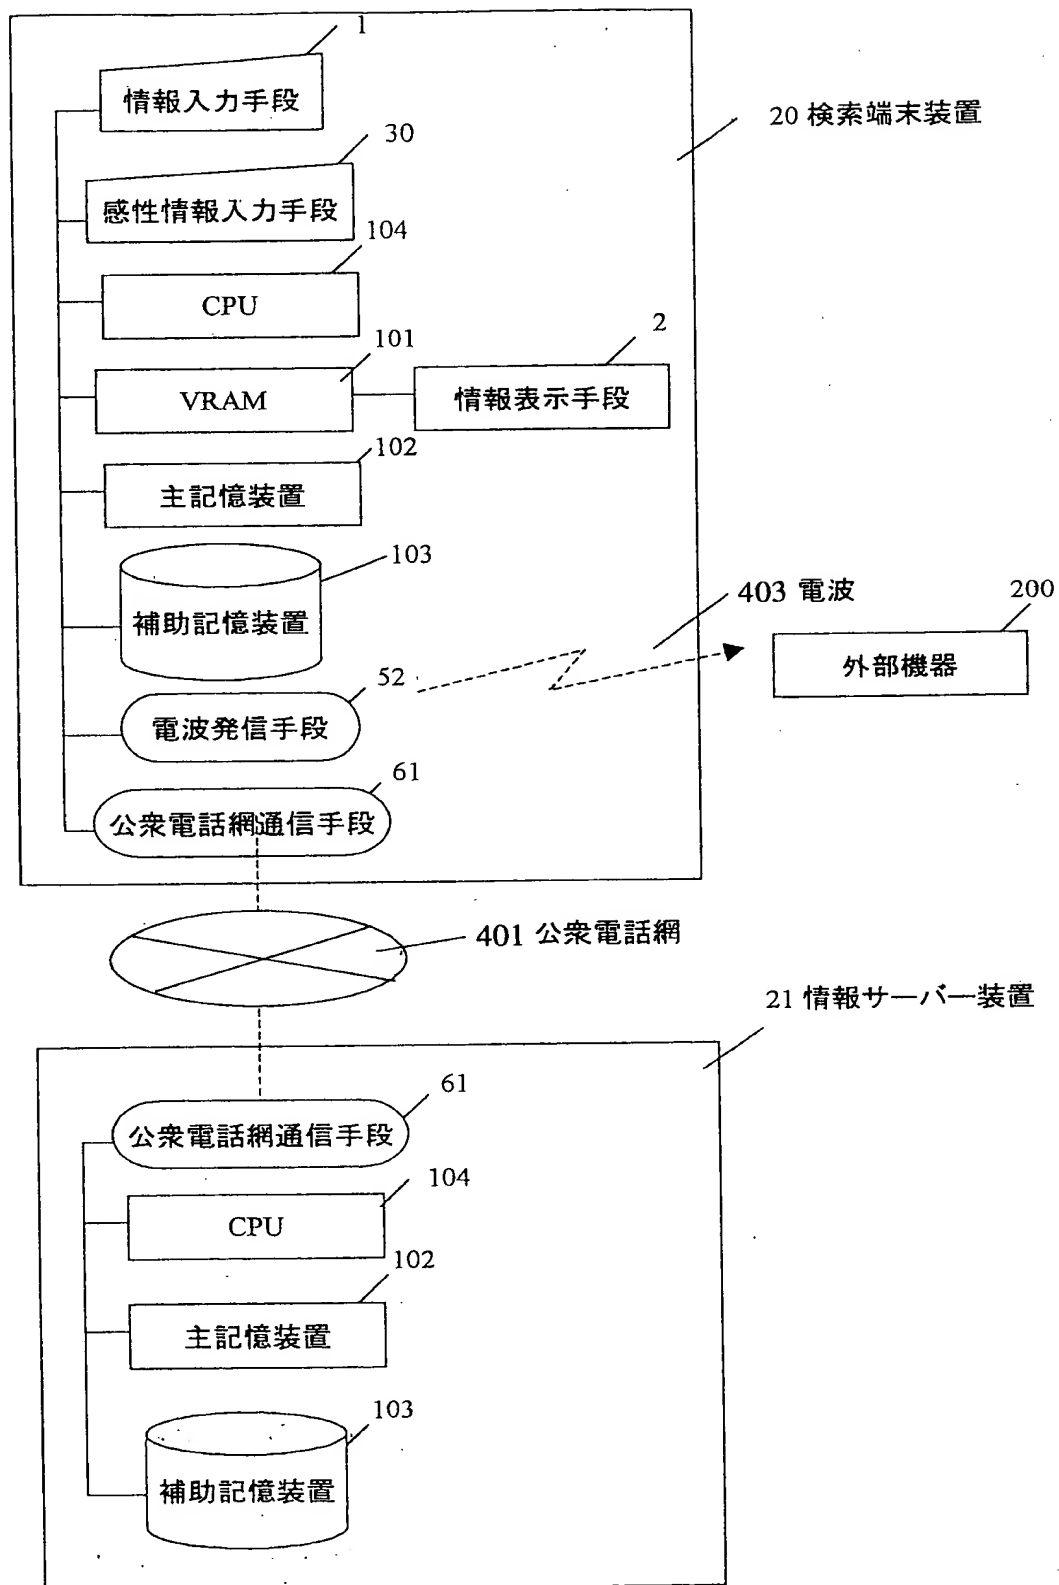 1
情報入力手段
20 検索端末装置
30
感性情報入力手段
104
CPU
101
2
VRAM
情報表示手段
102
主記憶装置
103
補助記憶装置
403 電波
200
外部機器
52
電波発信手段
61
公衆電話網通信手段
401 公衆電話網
21 情報サーバー装置
61
公衆電話網通信手段
104
CPU
102
主記憶装置
103
補助記憶装置